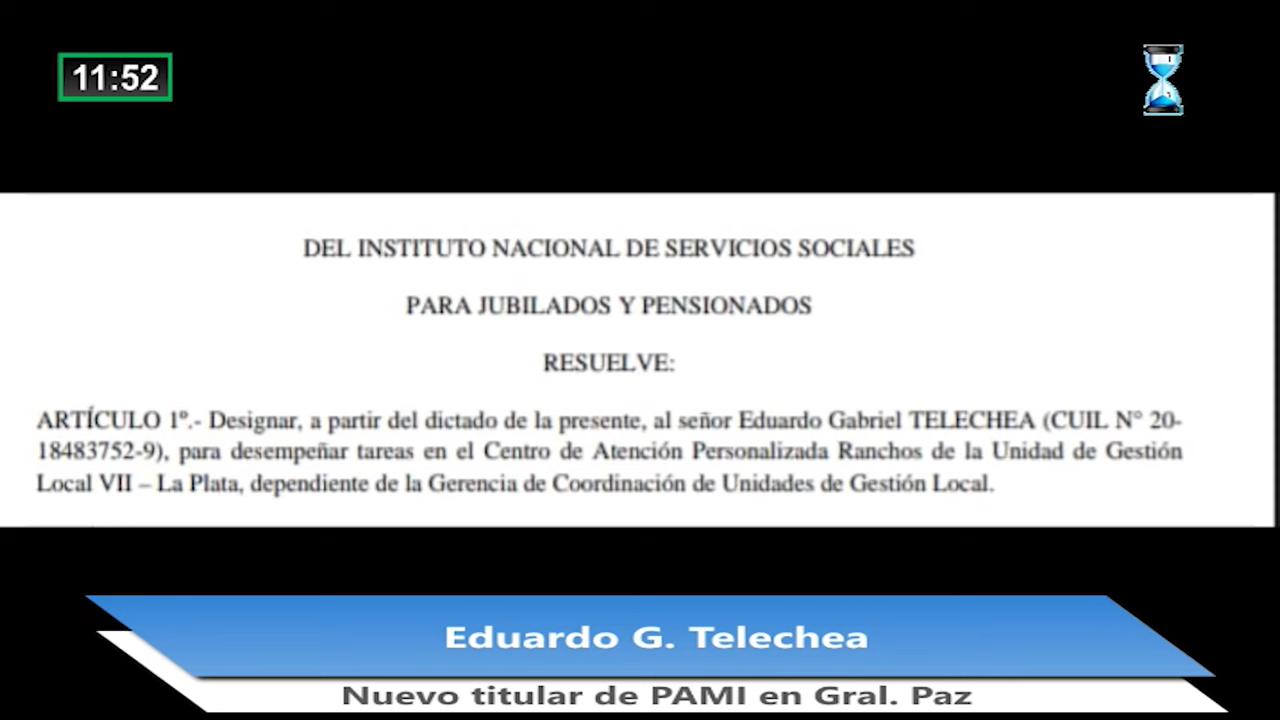 11:52
DEL INSTITUTO NACIONAL DE SERVICIOS SOCIALES
PARA JUBILADOS Y PENSIONADOS
RESUELVE:
ARTÍCULO 1º.- Designar, a partir del dictado de la presente, al señor Eduardo Gabriel TELECHEA (CUIL N° 20-
18483752-9), para desempeñar tareas en el Centro de Atención Personalizada Ranchos de la Unidad de Gestión
Local VII – La Plata, dependiente de la Gerencia de Coordinación de Unidades de Gestión Local.
Eduardo G. Telechea
Nuevo titular de PAMI en Gral. Paz